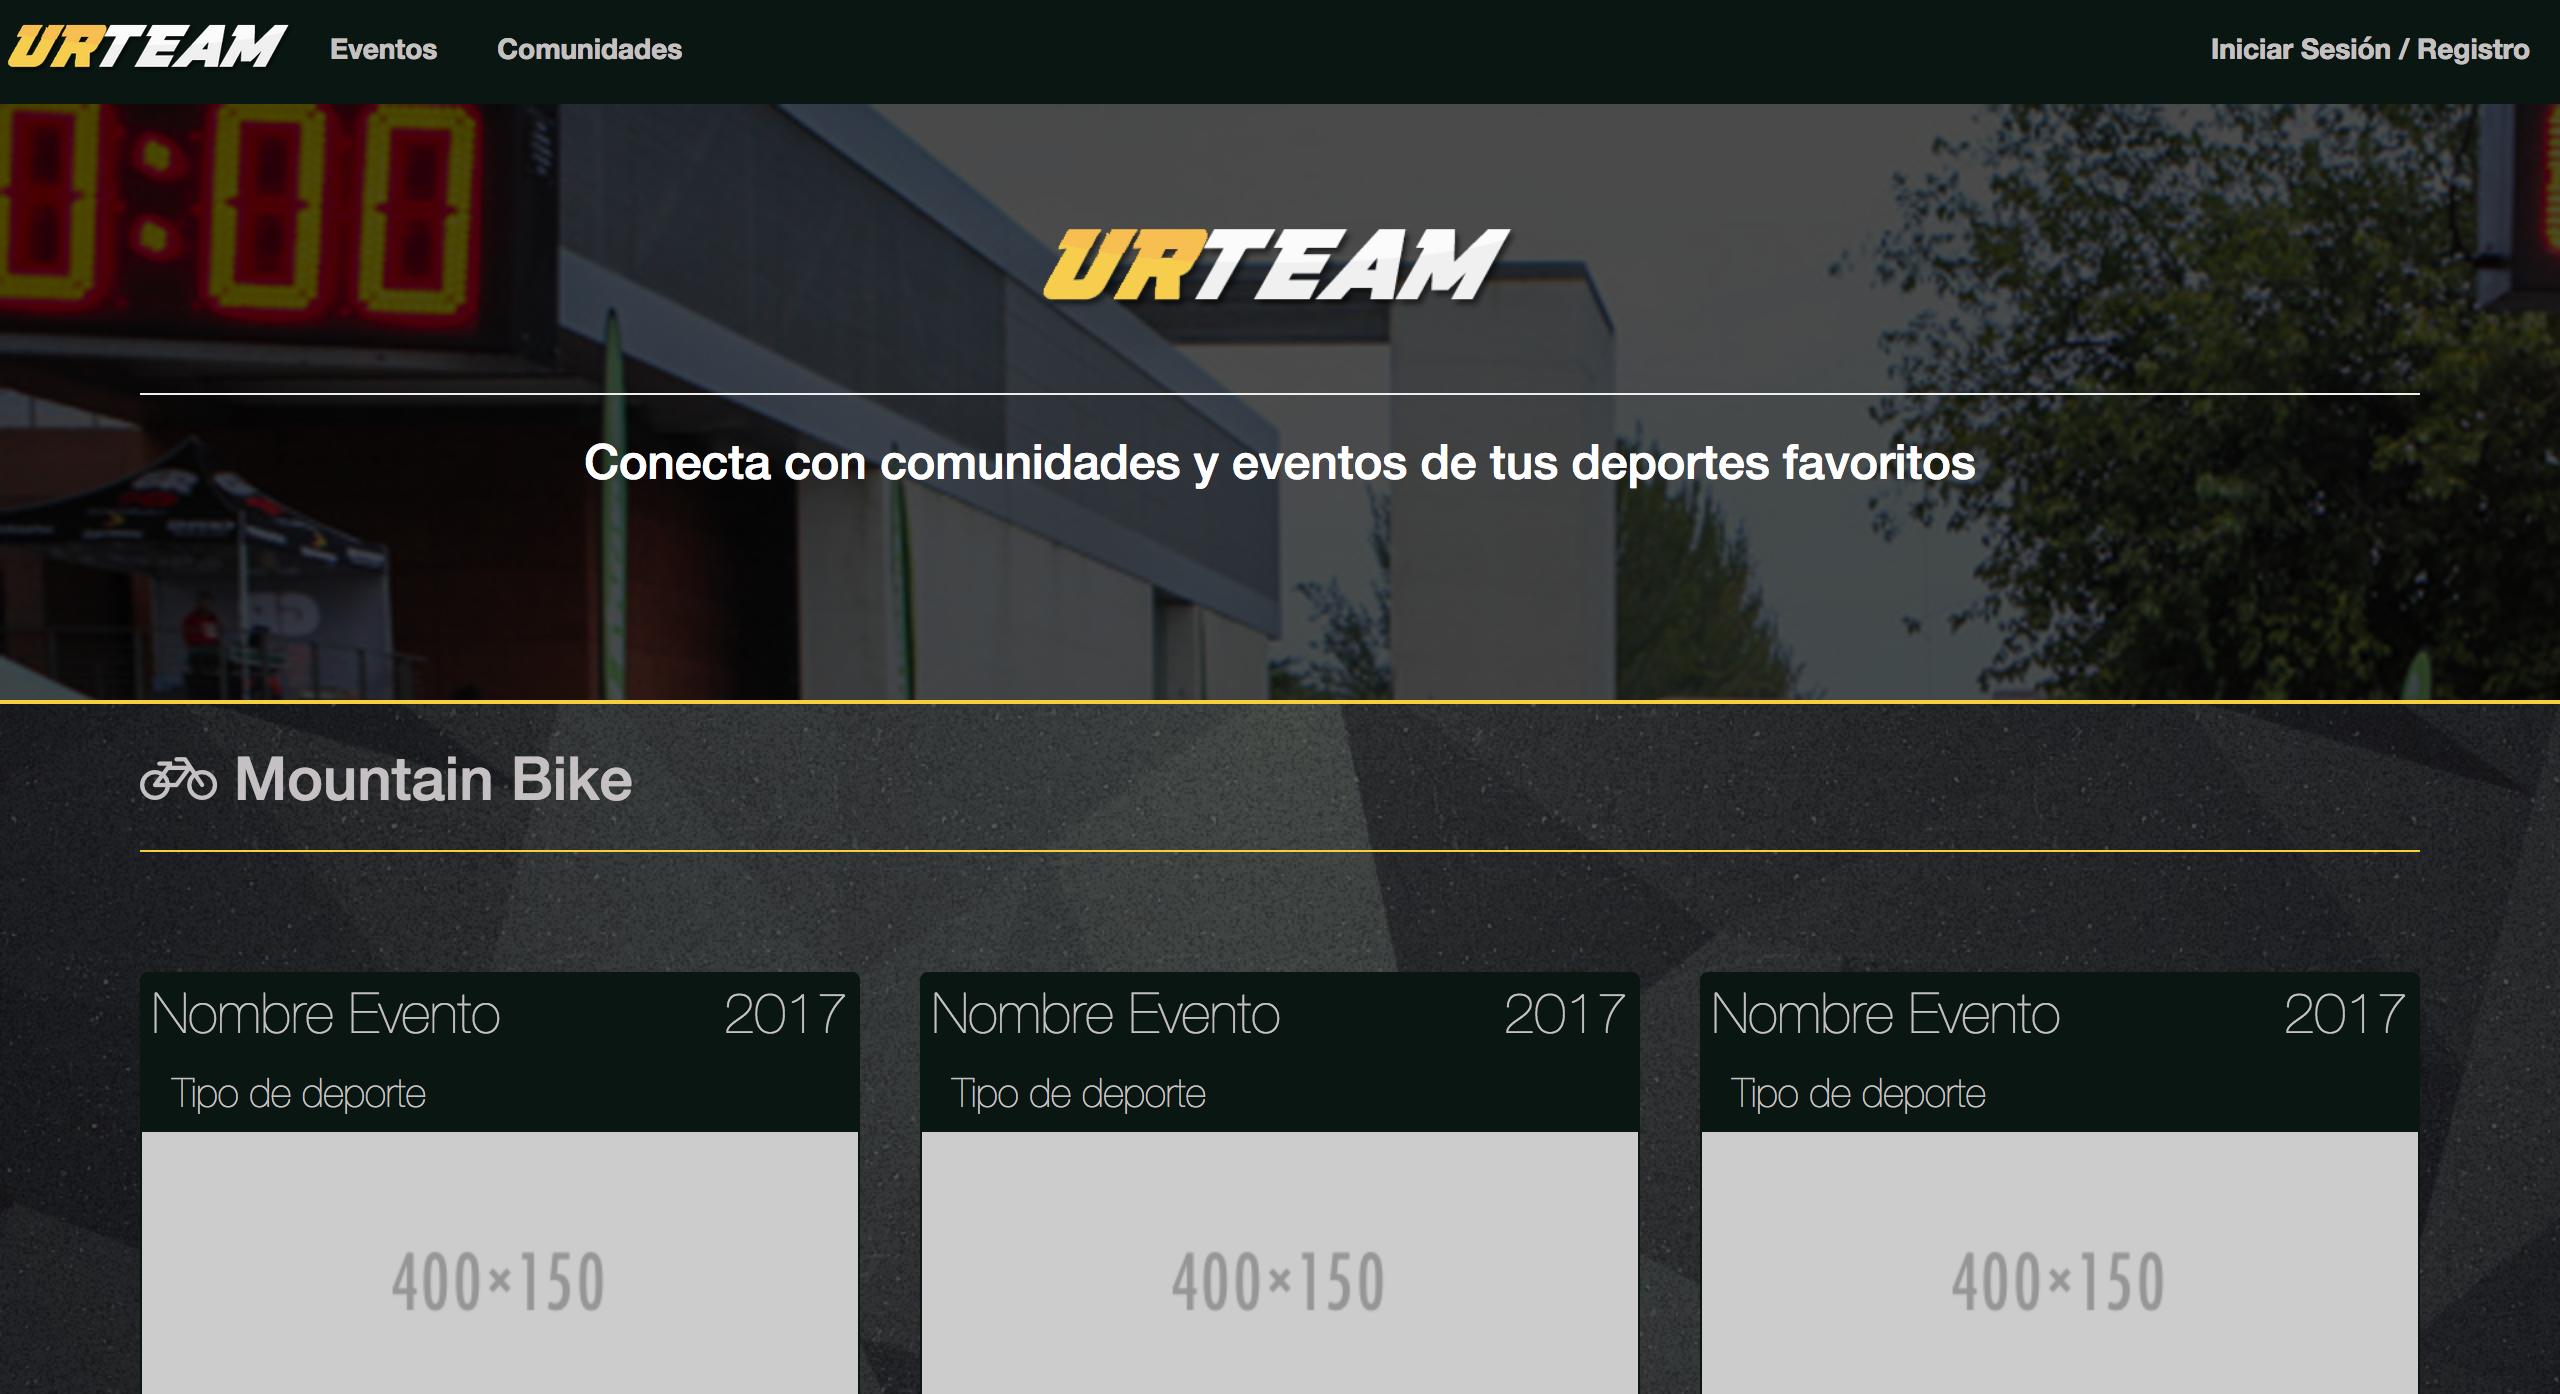 URTEAM Eventos Comunidades Iniciar Sesión / Registro
0:00
URTEAM
Conecta con comunidades y eventos de tus deportes favoritos
Mountain Bike
Nombre Evento 2017
Tipo de deporte
400×150
Nombre Evento 2017
Tipo de deporte
400×150
Nombre Evento 2017
Tipo de deporte
400×150